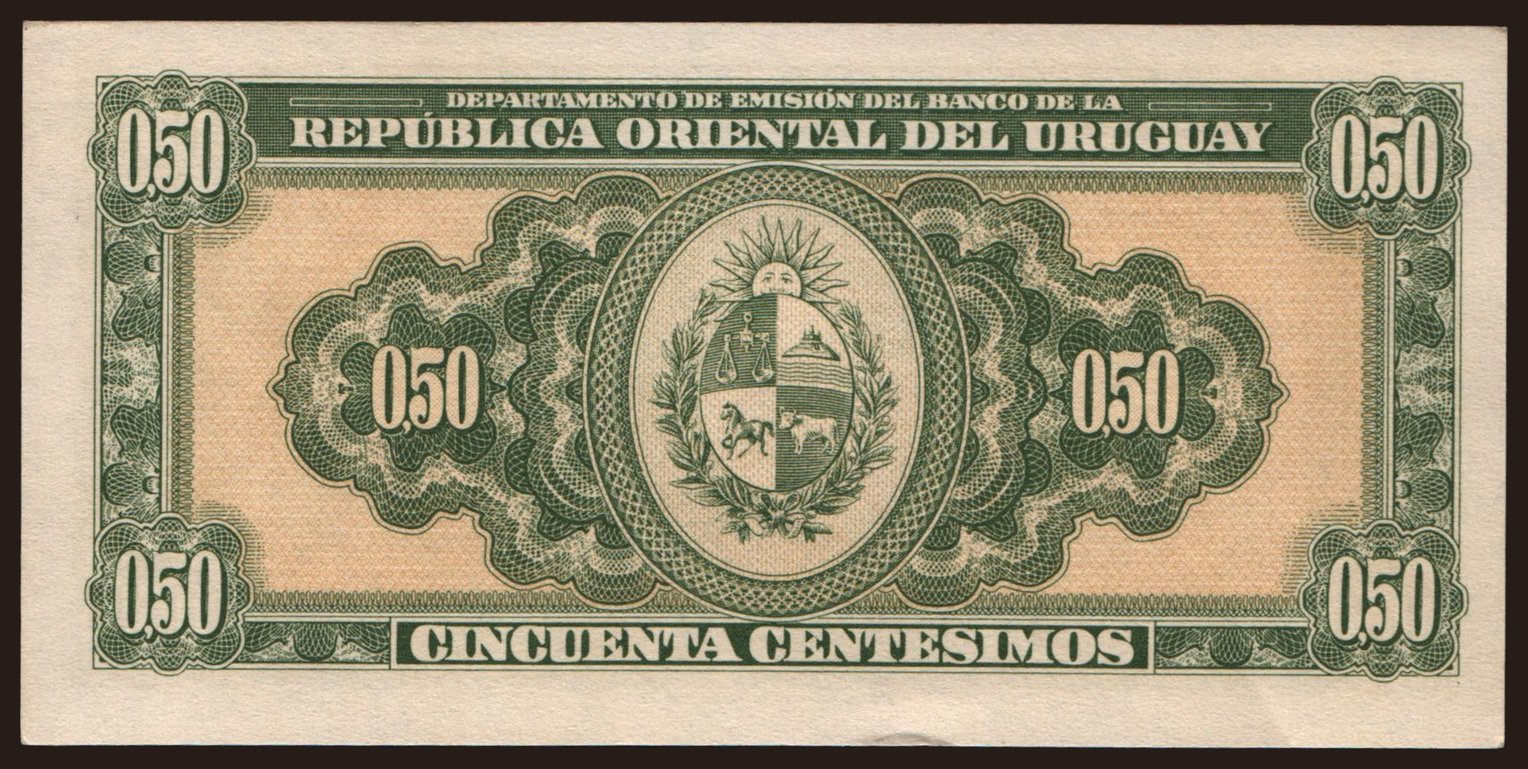 DEPARTAMENTO DE EMISIÓN DEL BANCO DE LA
REPÚBLICA ORIENTAL DEL URUGUAY
0,50 0,50
0,50 0,50
0,50 0,50
CINCUENTA CENTESIMOS